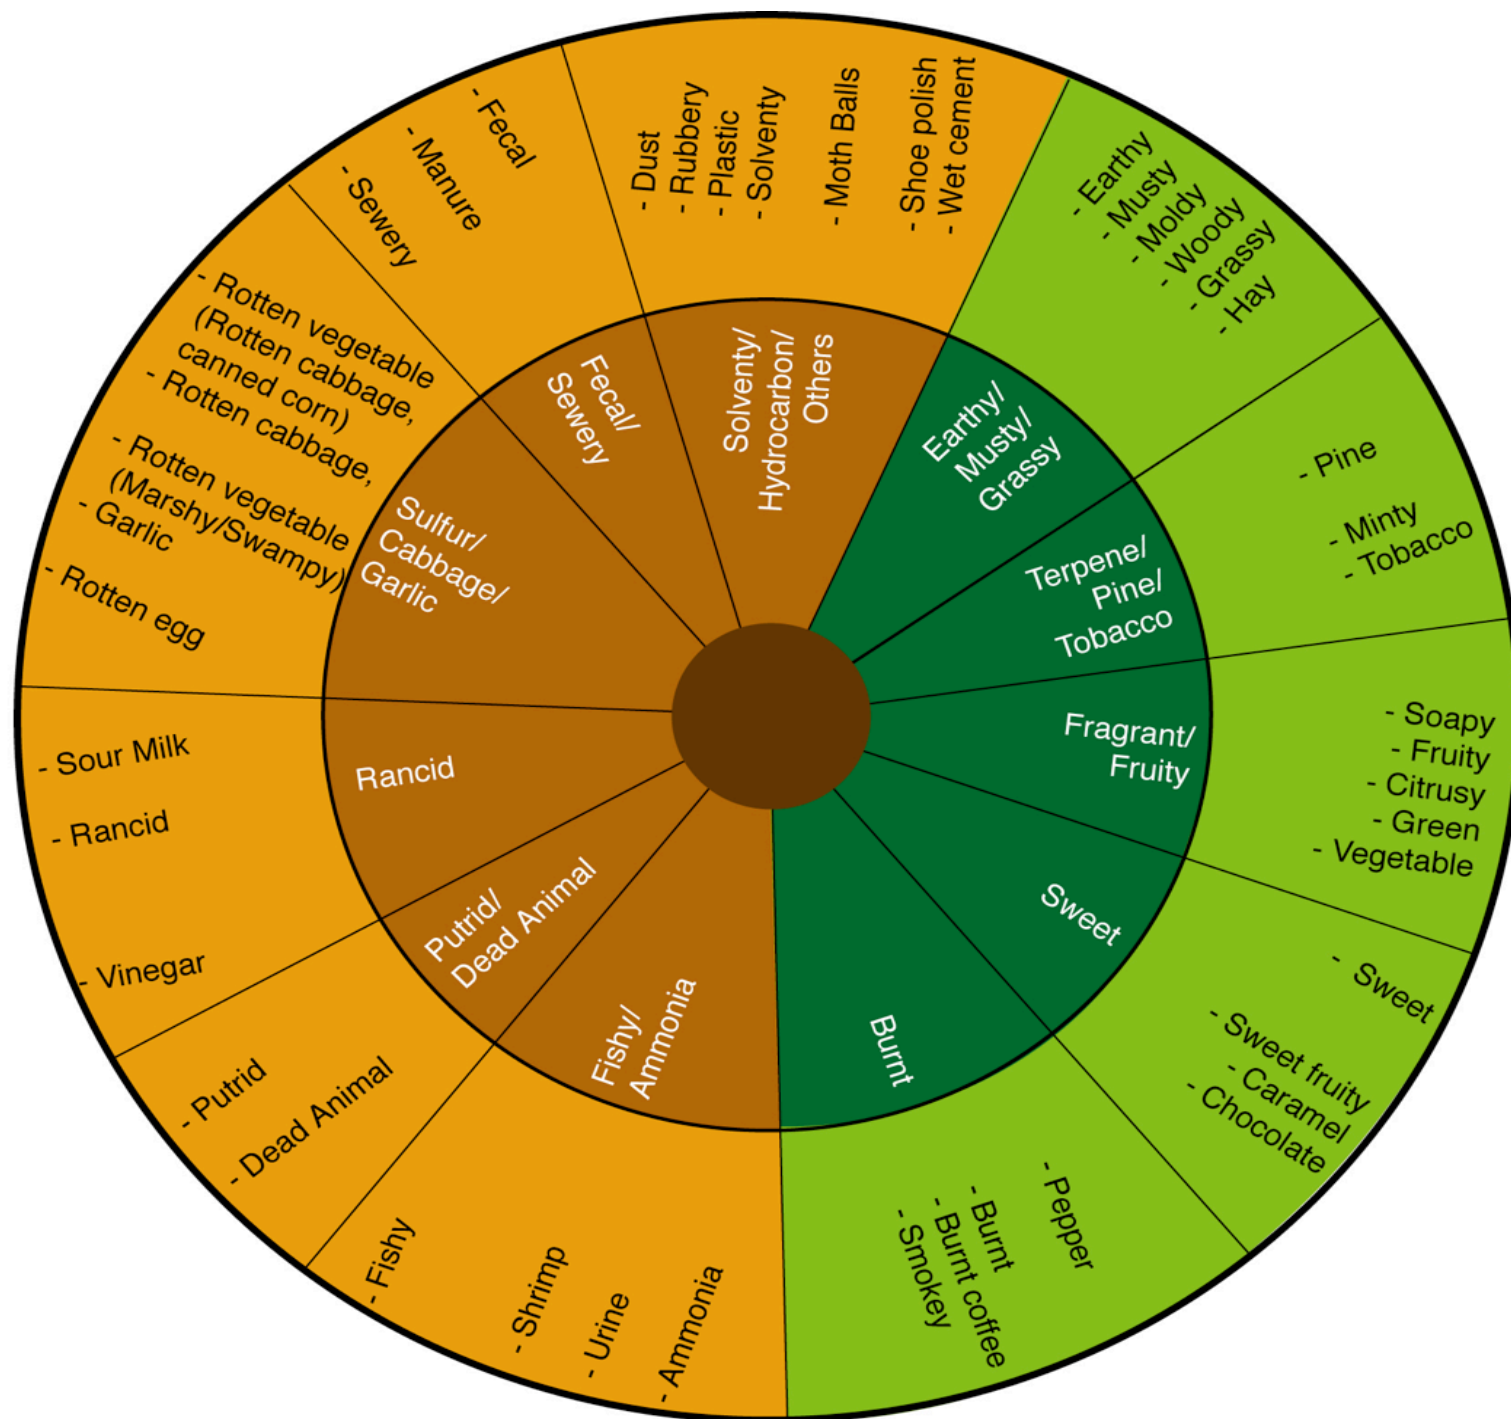 Solventy/
Hydrocarbon/
Others
- Dust
- Rubbery
- Plastic
- Solventy
- Moth Balls
- Shoe polish
- Wet cement
Earthy/
Musty/
Grassy
- Earthy
- Musty
- Moldy
- Woody
- Grassy
- Hay
Terpene/
Pine/
Tobacco
- Pine
- Minty
- Tobacco
Fragrant/
Fruity
- Soapy
- Fruity
- Citrusy
- Green
- Vegetable
Sweet
- Sweet
- Sweet fruity
- Caramel
- Chocolate
Burnt
- Pepper
- Burnt
- Burnt coffee
- Smokey
Fishy/
Ammonia
- Fishy
- Shrimp
- Urine
- Ammonia
Putrid/
Dead Animal
- Putrid
- Dead Animal
Rancid
- Sour Milk
- Rancid
- Vinegar
Sulfur/
Cabbage/
Garlic
- Rotten vegetable
(Rotten cabbage,
canned corn)
- Rotten cabbage,
- Rotten vegetable
(Marshy/Swampy)
- Garlic
- Rotten egg
Fecal/
Sewery
- Fecal
- Manure
- Sewery